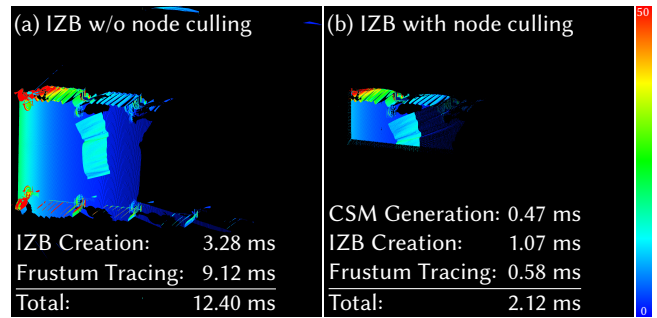 (a) IZB w/o node culling
IZB Creation: 3.28 ms
Frustum Tracing: 9.12 ms
Total: 12.40 ms
(b) IZB with node culling
CSM Generation: 0.47 ms
IZB Creation: 1.07 ms
Frustum Tracing: 0.58 ms
Total: 2.12 ms
50
0